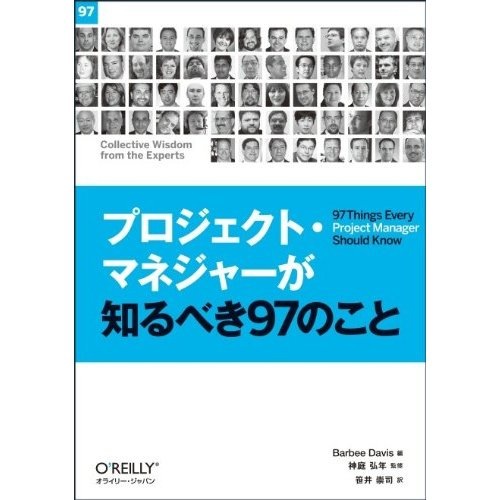 97
Collective Wisdom
from the Experts
プロジェクト・
マネジャーが
知るべき97のこと
97 Things Every
Project Manager
Should Know
Barbee Davis 編
神庭 弘年 監修
笹井 崇司 訳
O'REILLY®
オライリー・ジャパン